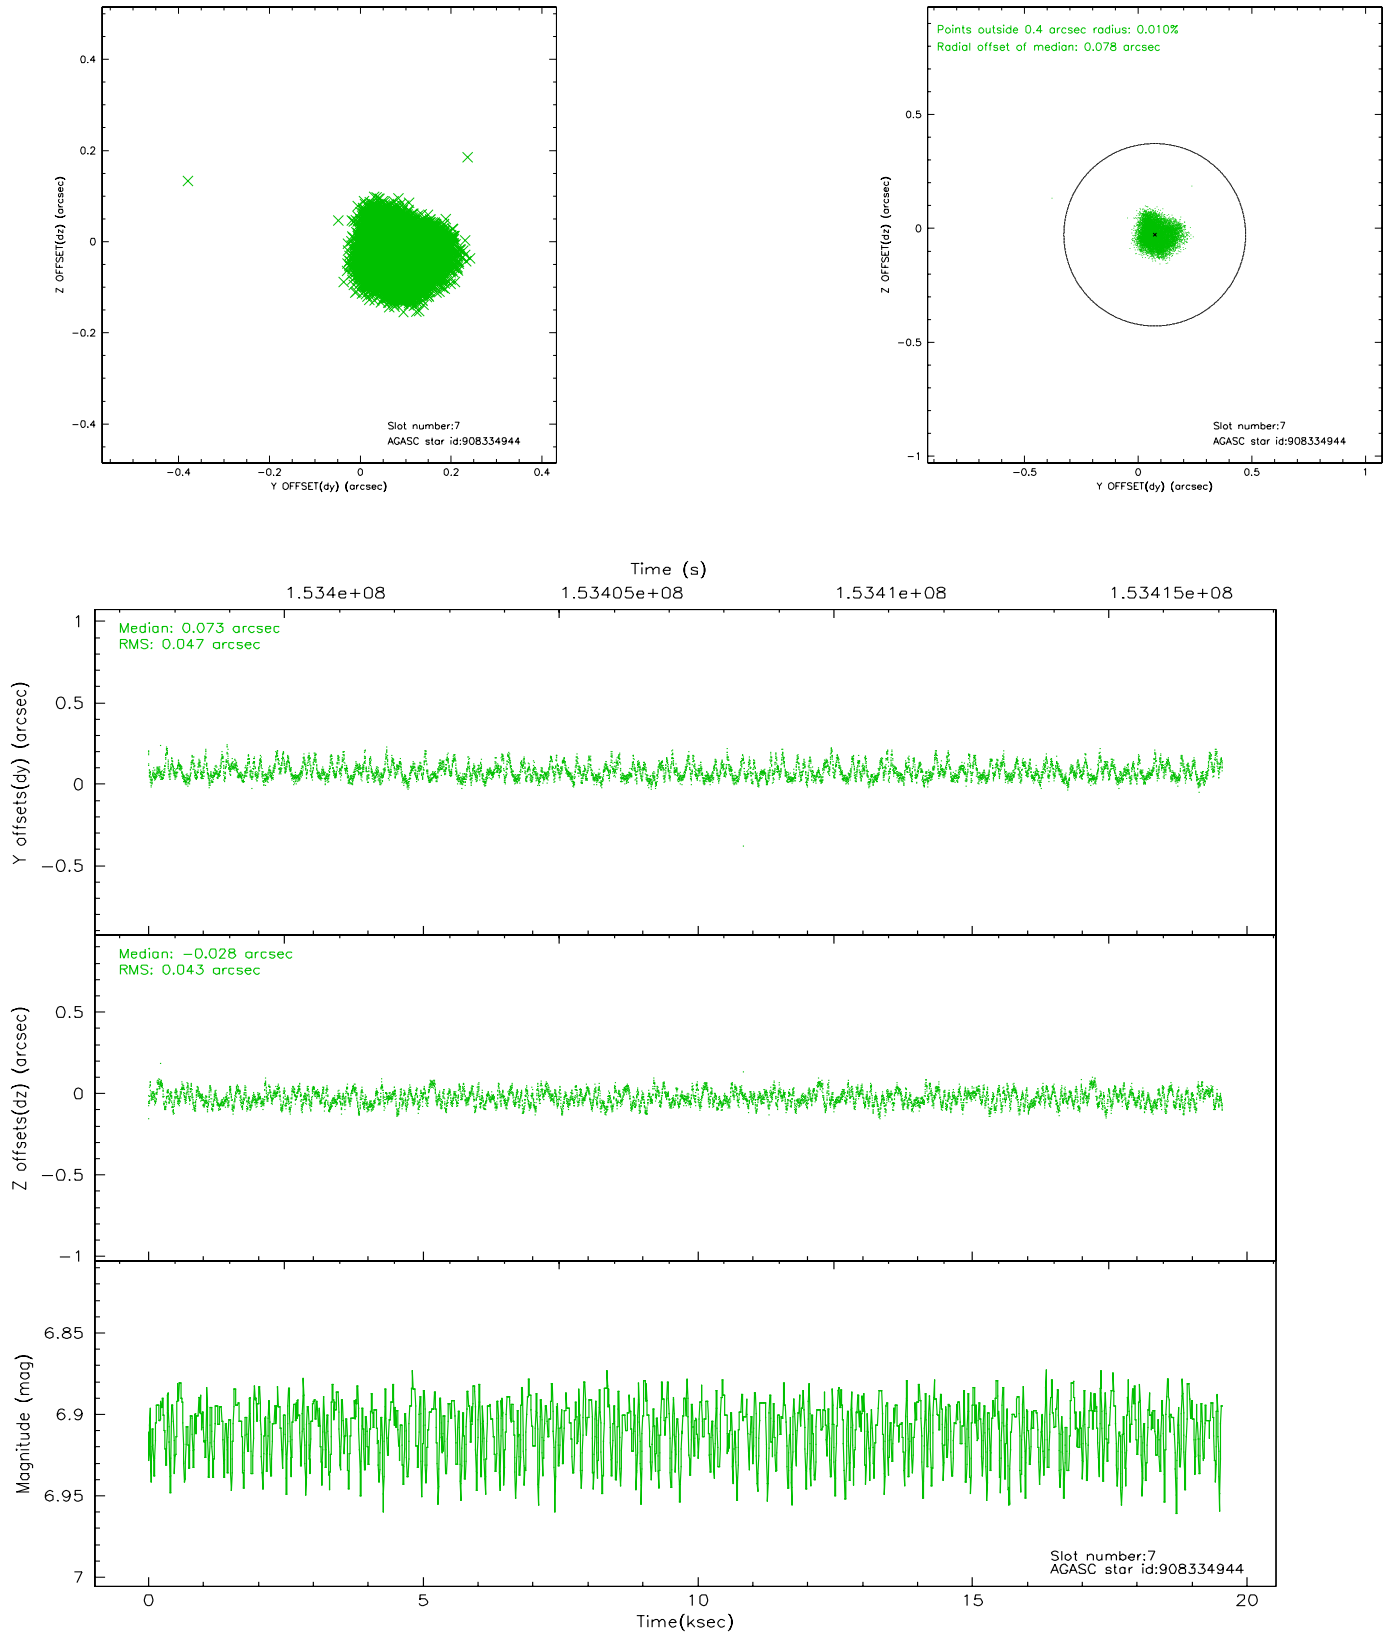 0.4
0.2
0
−0.2
−0.4
Z OFFSET(dz) (arcsec)
−0.4 −0.2 0 0.2 0.4
Y OFFSET(dy) (arcsec)
Slot number:7
AGASC star id:908334944
Points outside 0.4 arcsec radius: 0.010%
Radial offset of median: 0.078 arcsec
0.5
0
−0.5
−1
Z OFFSET(dz) (arcsec)
−0.5 0 0.5 1
Y OFFSET(dy) (arcsec)
Slot number:7
AGASC star id:908334944
Time (s)
1.534e+08 1.53405e+08 1.5341e+08 1.53415e+08
Median: 0.073 arcsec
RMS: 0.047 arcsec
1
0.5
0
−0.5
Y offsets(dy) (arcsec)
Median: −0.028 arcsec
RMS: 0.043 arcsec
0.5
0
−0.5
−1
Z offsets(dz) (arcsec)
6.85
6.9
6.95
7
Magnitude (mag)
Slot number:7
AGASC star id:908334944
0 5 10 15 20
Time(ksec)